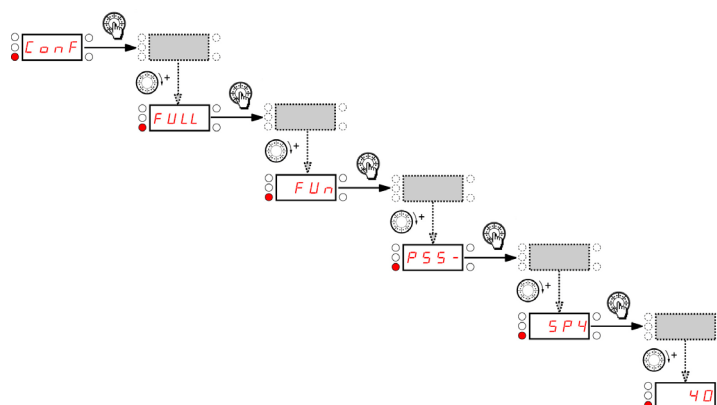 ConF
+
FULL
+
FUn
+
PSS-
+
SP4
+
40